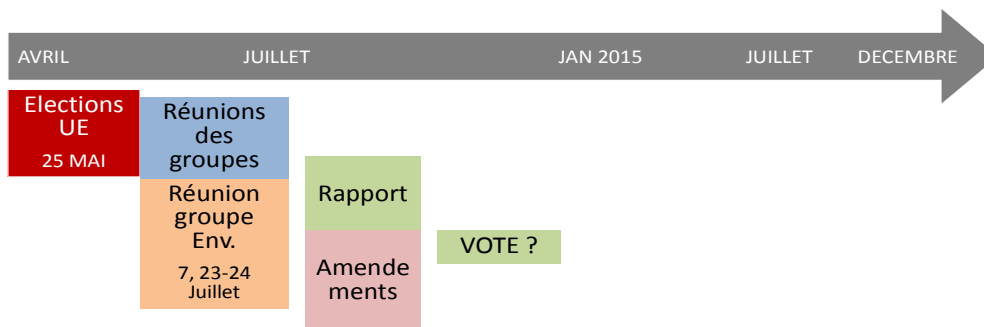 AVRIL JUILLET JAN 2015 JUILLET DECEMBRE
Elections
UE
25 MAI
Réunions
des
groupes
Réunion
groupe
Env.
7, 23-24
Juillet
Rapport
Amende
ments
VOTE ?